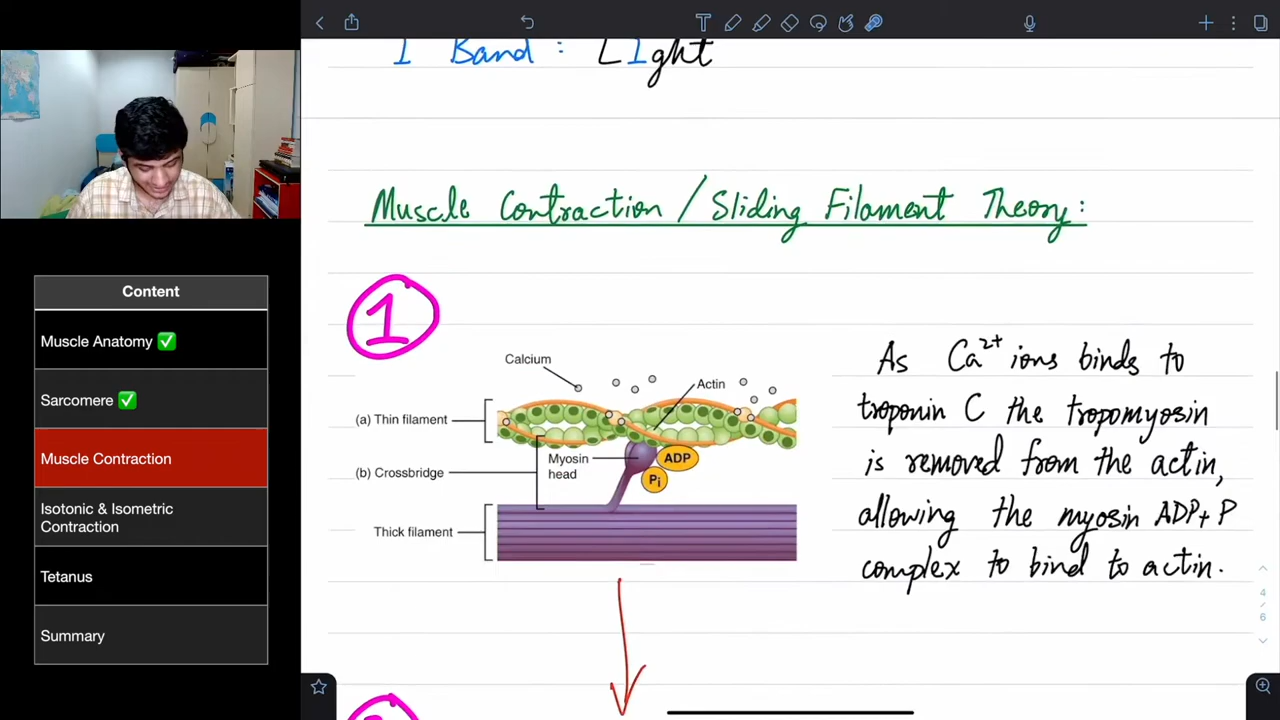 Content
Muscle Anatomy ✅
Sarcomere ✅
Muscle Contraction
Isotonic & Isometric
Contraction
Tetanus
Summary
I Band: LIght
Muscle Contraction / Sliding Filament Theory:
1
Calcium
Actin
(a) Thin filament
Myosin
head
ADP
Pi
(b) Crossbridge
Thick filament
As Ca2+ ions binds to
troponin C the tropomyosin
is removed from the actin,
allowing the myosin ADP+P
complex to bind to actin.
4
/
6